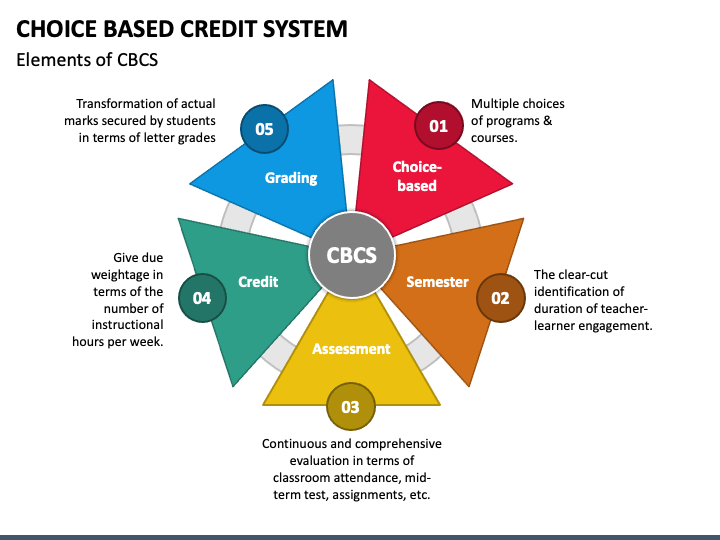 CHOICE BASED CREDIT SYSTEM
Elements of CBCS
01
Choice-
based
Multiple choices
of programs &
courses.
02
Semester
The clear-cut
identification of
duration of teacher-
learner engagement.
03
Assessment
Continuous and comprehensive
evaluation in terms of
classroom attendance, mid-
term test, assignments, etc.
04
Credit
Give due
weightage in
terms of the
number of
instructional
hours per week.
05
Grading
Transformation of actual
marks secured by students
in terms of letter grades
CBCS